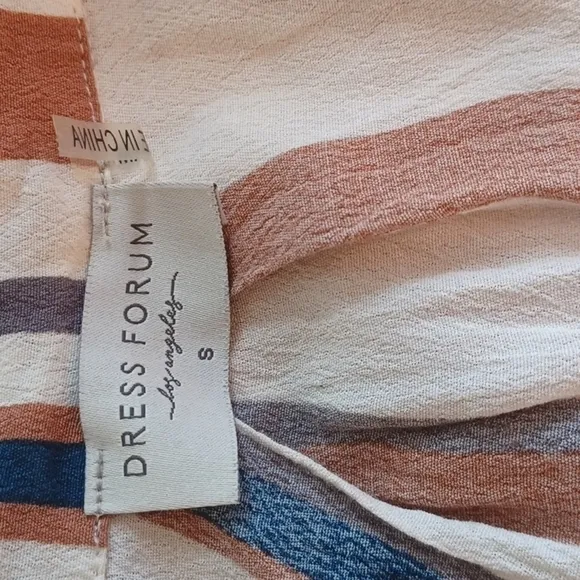 DRESS FORUM
los angeles
S
E IN CHINA